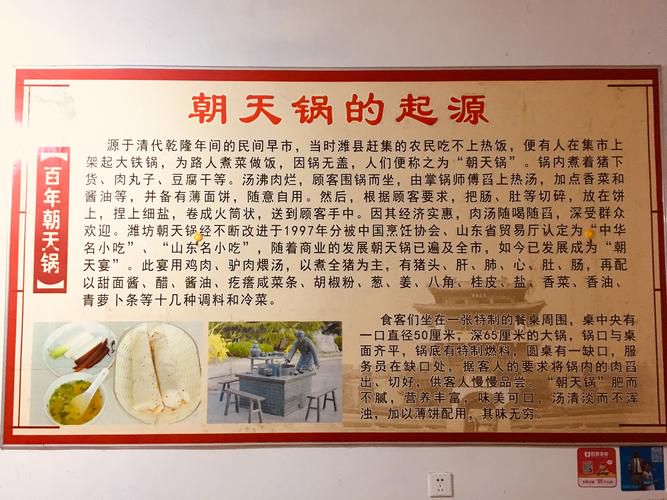 朝天锅的起源
百年朝天锅
源于清代乾隆年间的民间早市，当时潍县赶集的农民吃不上热饭，便有人在集市上
架起大铁锅，为路人煮菜做饭，因锅无盖，人们便称之为“朝天锅”。锅内煮着猪下
货、肉丸子、豆腐干等。汤沸肉烂，顾客围锅而坐，由掌锅师傅舀上热汤，加点香菜和
酱油等，并备有薄面饼，随意自用。然后，根据顾客要求，把肠、肚等切碎，放在饼
上，捏上细盐，卷成火筒状，送到顾客手中。因其经济实惠，肉汤随喝随舀，深受群众
欢迎。潍坊朝天锅经不断改进于1997年分被中国烹饪协会、山东省贸易厅认定为“中华
名小吃”、“山东名小吃”，随着商业的发展朝天锅已遍及全市，如今已发展成为“朝
天宴”。此宴用鸡肉、驴肉煨汤，以煮全猪为主，有猪头、肝、肺、心、肚、肠，再配
以甜面酱、醋、酱油、疙瘩咸菜条、胡椒粉、葱、姜、八角、桂皮、盐、香菜、香油、
青萝卜条等十几种调料和冷菜。
食客们坐在一张特制的餐桌周围，桌中央有
一口直径50厘米，深65厘米的大锅，锅口与桌
面齐平，锅底有特制燃料，圆桌有一缺口，服
务员在缺口处，据客人的要求将锅内的肉舀
出、切好，供客人慢慢品尝。“朝天锅”肥而
不腻，营养丰富，味美可口，汤清淡而不浑
浊，加以薄饼配用，其味无穷。